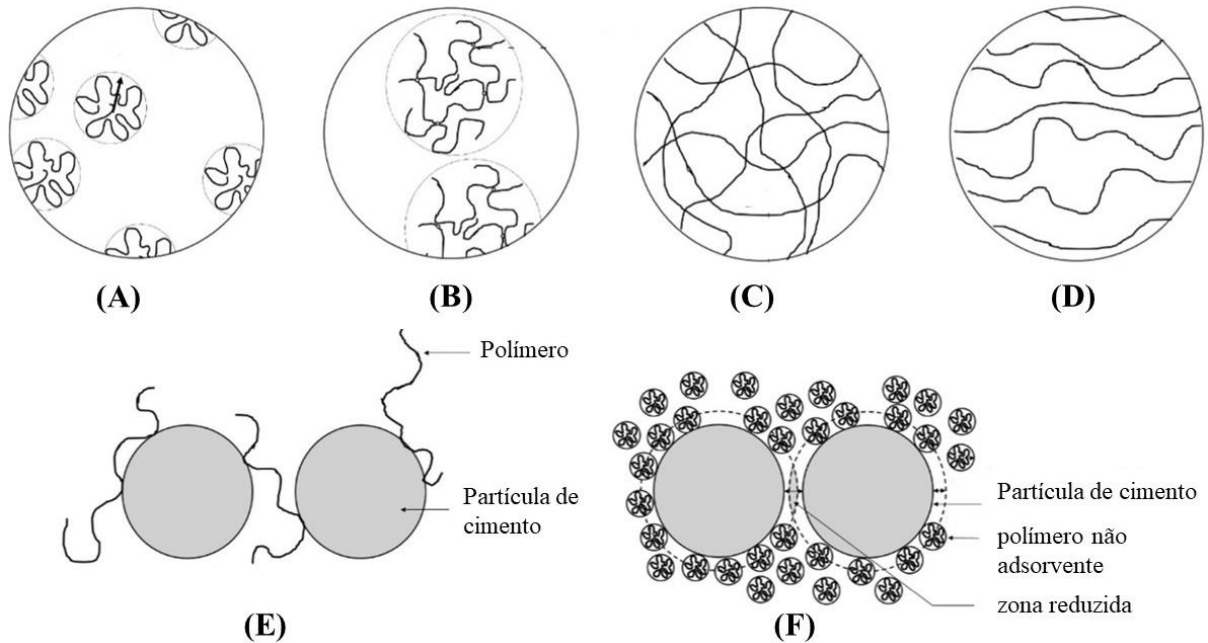 (A)
(B)
(C)
(D)
Polímero
Partícula de
cimento
(E)
Partícula de cimento
polímero não
adsorvente
zona reduzida
(F)